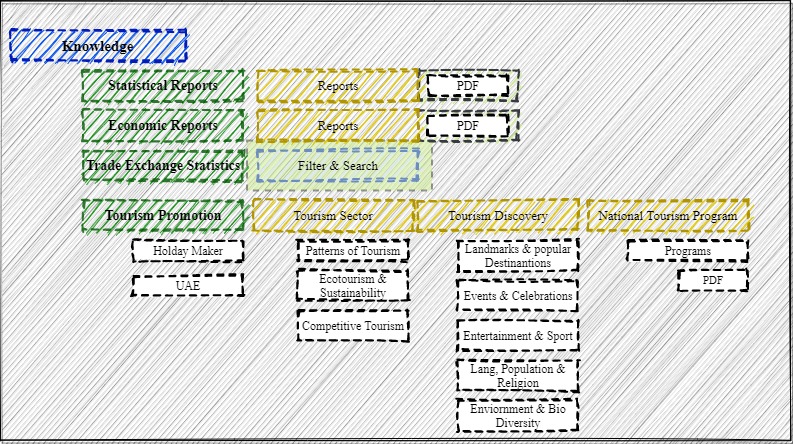 Knowledge
Statistical Reports
Reports
PDF
Economic Reports
Reports
PDF
Trade Exchange Statistics
Filter & Search
Tourism Promotion
Tourism Sector
Tourism Discovery
National Tourism Program
Holday Maker
Patterns of Tourism
Landmarks & popular
Destinantions
Programs
UAE
Ecotourism &
Sustainability
Events & Celebrations
PDF
Competitive Tourism
Entertainment & Sport
Lang, Population &
Religion
Enviornment & Bio
Diversity